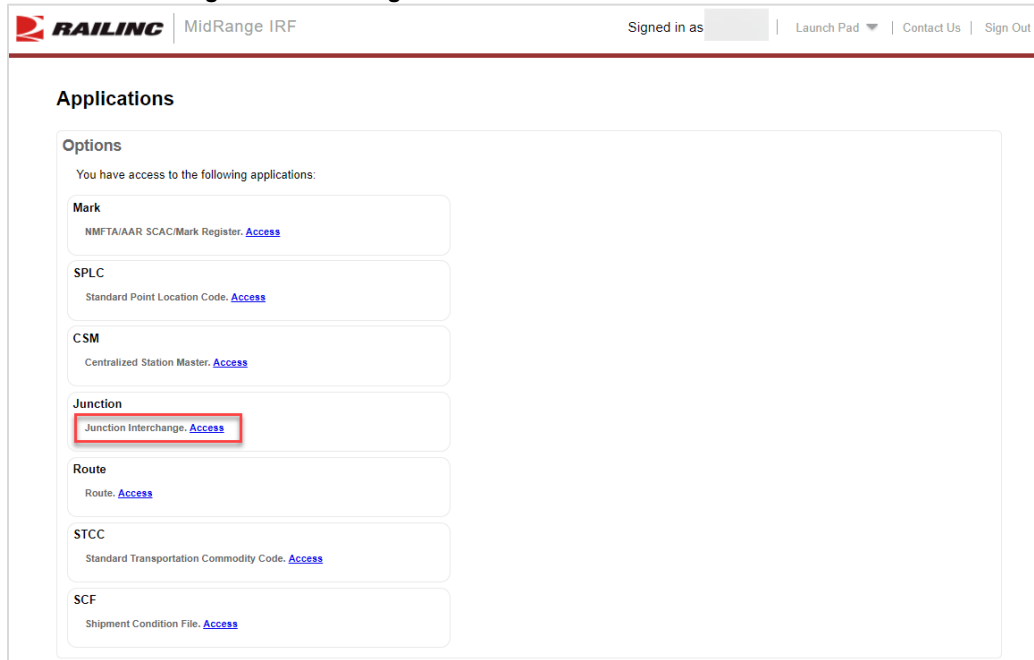 RAILINC MidRange IRF Signed in as Launch Pad Contact Us Sign Out
Applications
Options
You have access to the following applications:
Mark
NMFTA/AAR SCAC/Mark Register. Access
SPLC
Standard Point Location Code. Access
CSM
Centralized Station Master. Access
Junction
Junction Interchange. Access
Route
Route. Access
STCC
Standard Transportation Commodity Code. Access
SCF
Shipment Condition File. Access